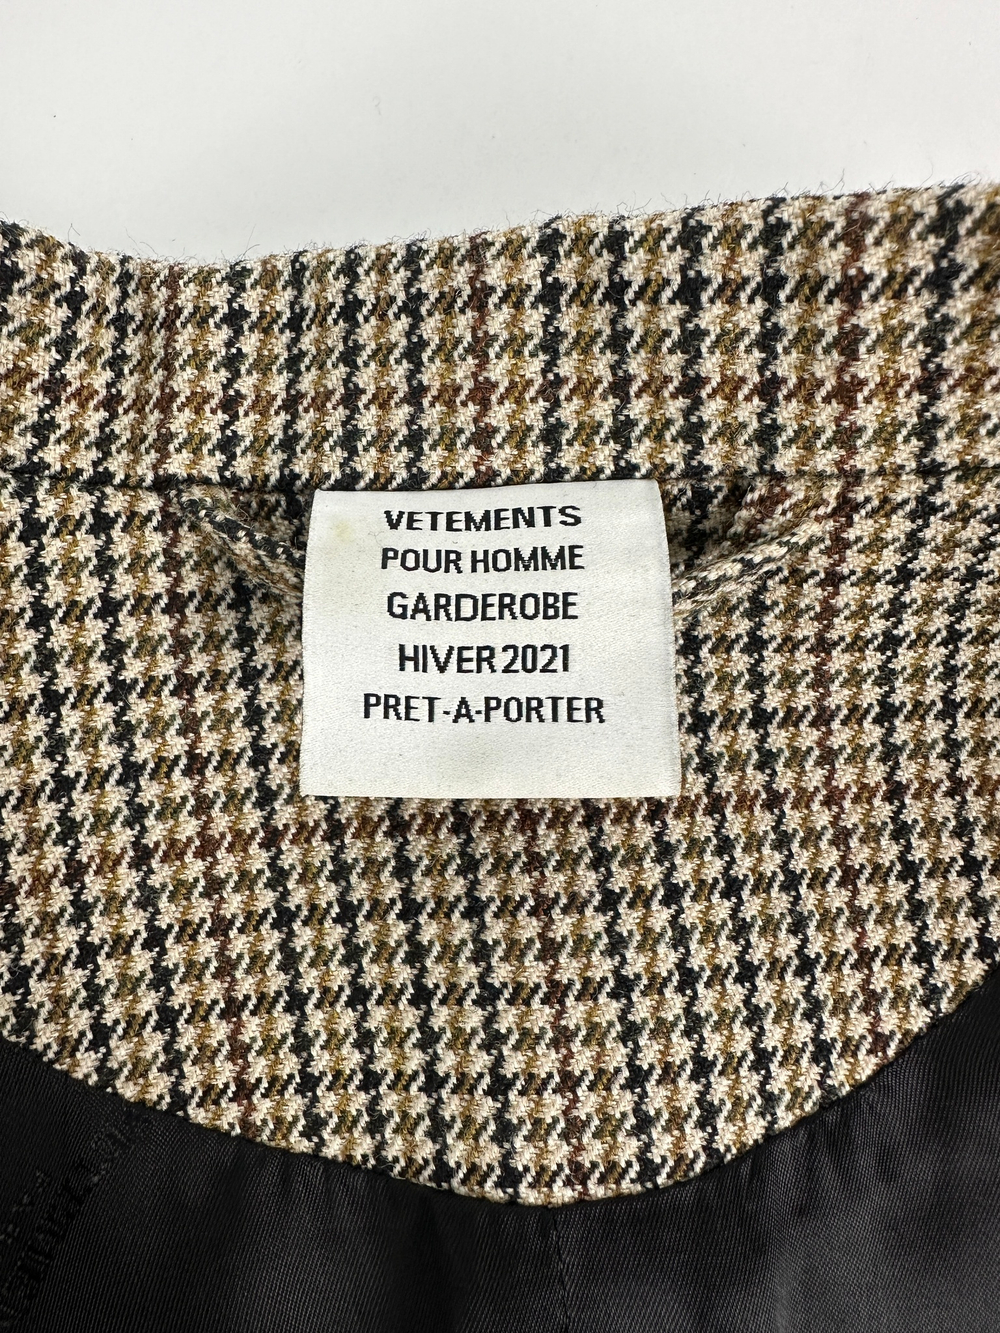 VETEMENTS
POUR HOMME
GARDEROBE
HIVER 2021
PRET-A-PORTER